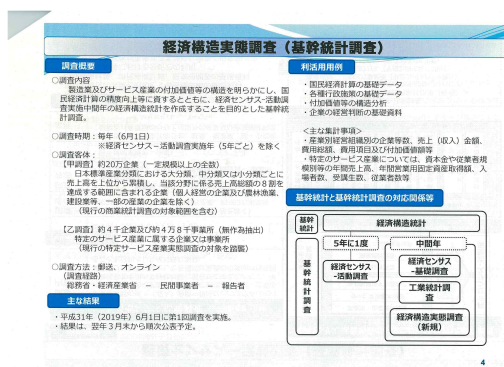 経済構造実態調査（基幹統計調査）
調査概要
○調査内容
製造業及びサービス産業の付加価値等の構造を明らかにし、国
民経済計算の精度向上等に資するとともに、経済センサス‐活動調
査実施中間年の経済構造統計を作成することを目的とした基幹統
計調査。
○調査時期：毎年（6月1日）
※経済センサス－活動調査実施年（5年ごと）を除く
○調査客体：
【甲調査】約20万企業（一定規模以上の全数）
日本標準産業分類における大分類、中分類又は小分類ごとに
売上高を上位から累積し、当該分野に係る売上高総額の８割を
達成する範囲に含まれる企業（個人経営の企業及び農林漁業、
建設業等、一部の産業の企業を除く）
（現行の商業統計調査の対象範囲を含む）
【乙調査】約４千企業及び約４万８千事業所（無作為抽出）
特定のサービス産業に属する企業又は事業所
（現行の特定サービス産業実態調査の対象を踏襲）
○調査方法：郵送、オンライン
（調査経路）
総務省・経済産業省 － 民間事業者 － 報告者
主な結果
・平成31年（2019年）6月1日に第1回調査を実施。
・結果は、翌年３月末から順次公表予定。
利活用用例
・国民経済計算の基礎データ
・各種行政施策の基礎データ
・付加価値等の構造分析
・企業の経営判断の基礎資料
＜主な集計事項＞
・産業別経営組織別の企業等数、売上（収入）金額、
費用総額、費用項目及び付加価値額等
・特定のサービス産業については、資本金や従業者規
模別等の年間売上高、年間営業用固定資産取得額、入
場者数、受講生数、従業者数等
基幹統計と基幹統計調査の対応関係等
基幹
統計
経済構造統計
基幹統計調査
5年に1度
経済センサス
‐活動調査
中間年
経済センサス
‐基礎調査
工業統計調
査
経済構造実態調査
（新規）
4